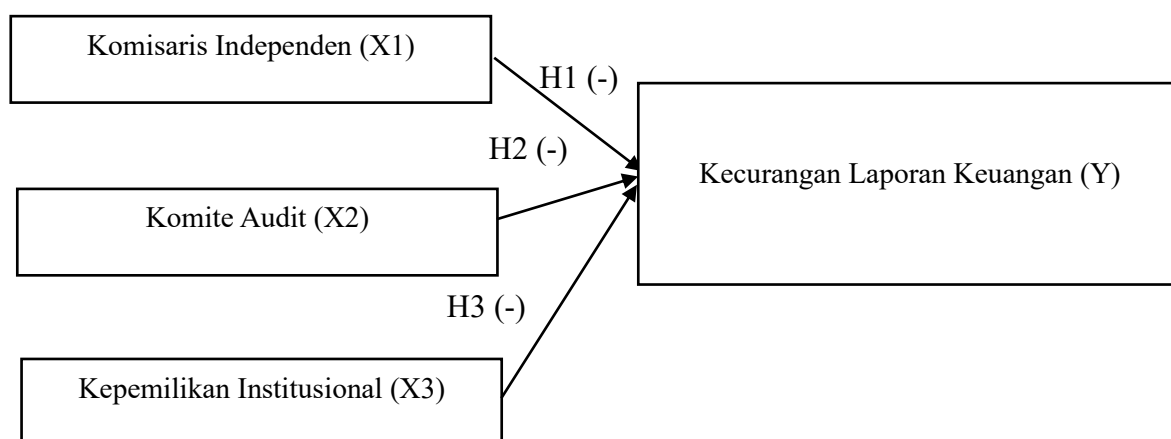 Komisaris Independen (X1)
H1 (-)
H2 (-)
Kecurangan Laporan Keuangan (Y)
Komite Audit (X2)
H3 (-)
Kepemilikan Institusional (X3)